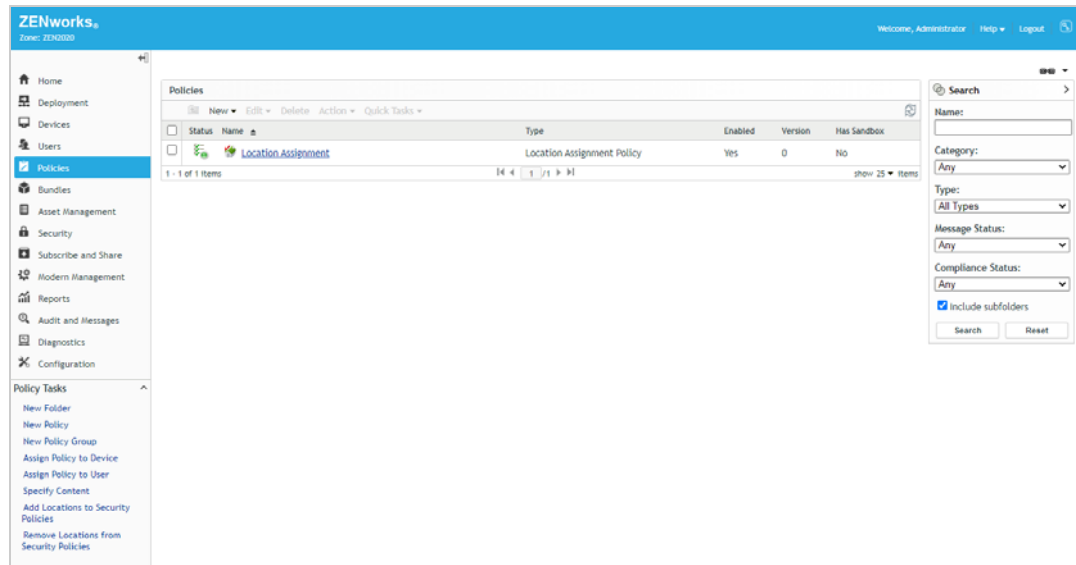 ZENworks®
Zone: ZEN2020
Welcome, Administrator Help Logout
Home
Deployment
Devices
Users
Policies
Bundles
Asset Management
Security
Subscribe and Share
Modern Management
Reports
Audit and Messages
Diagnostics
Configuration
Policy Tasks
New Folder
New Policy
New Policy Group
Assign Policy to Device
Assign Policy to User
Specify Content
Add Locations to Security
Policies
Remove Locations from
Security Policies
Policies
New Edit Delete Action Quick Tasks
Status Name Type Enabled Version Has Sandbox
Location Assignment Location Assignment Policy Yes 0 No
1 - 1 of 1 items 1 /1 show 25 items
Search
Name:
Category:
Any
Type:
All Types
Message Status:
Any
Compliance Status:
Any
Include subfolders
Search Reset